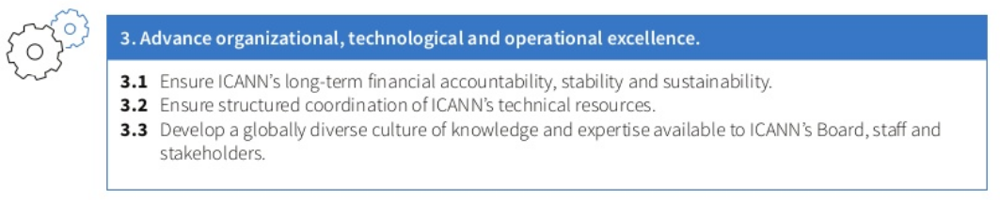 3. Advance organizational, technological and operational excellence.
3.1 Ensure ICANN’s long-term financial accountability, stability and sustainability.
3.2 Ensure structured coordination of ICANN’s technical resources.
3.3 Develop a globally diverse culture of knowledge and expertise available to ICANN’s Board, staff and
stakeholders.